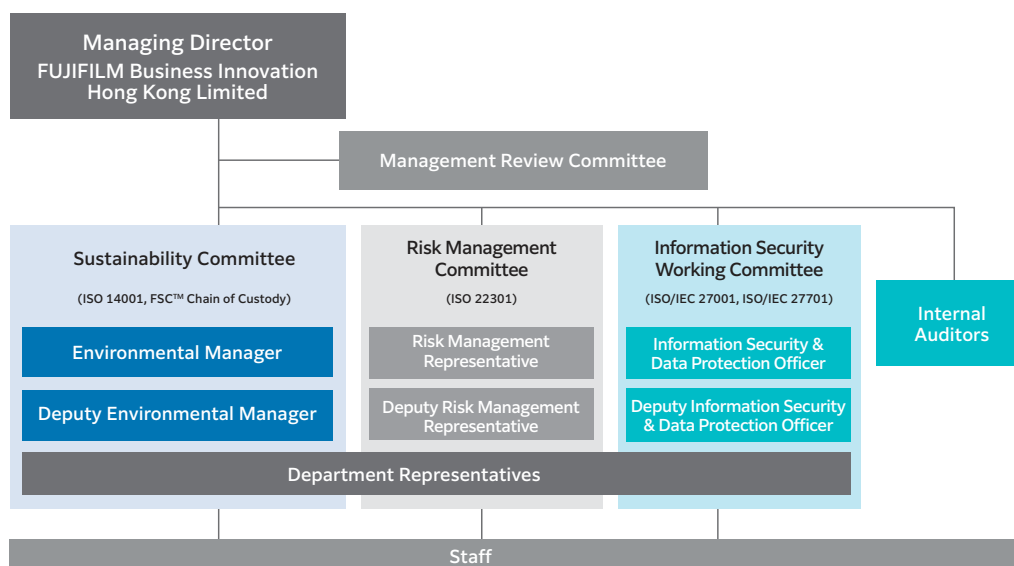 Managing Director
FUJIFILM Business Innovation
Hong Kong Limited
Management Review Committee
Sustainability Committee
(ISO 14001, FSC™ Chain of Custody)
Environmental Manager
Deputy Environmental Manager
Risk Management
Committee
(ISO 22301)
Risk Management
Representative
Deputy Risk Management
Representative
Information Security
Working Committee
(ISO/IEC 27001, ISO/IEC 27701)
Information Security &
Data Protection Officer
Deputy Information Security
& Data Protection Officer
Internal
Auditors
Department Representatives
Staff